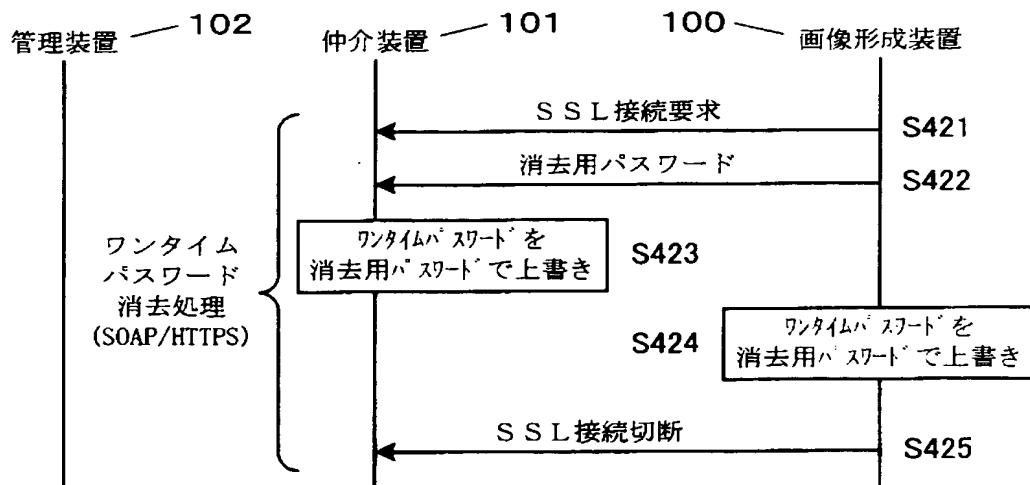 管理装置 102
仲介装置 101
100 画像形成装置
ＳＳＬ接続要求
S421
消去用パスワード
S422
ﾜﾝﾀｲﾑﾊﾟｽﾜｰﾄﾞを
消去用ﾊﾟｽﾜｰﾄﾞで上書き
S423
ワンタイム
パスワード
消去処理
(SOAP/HTTPS)
S424
ﾜﾝﾀｲﾑﾊﾟｽﾜｰﾄﾞを
消去用ﾊﾟｽﾜｰﾄﾞで上書き
ＳＳＬ接続切断
S425